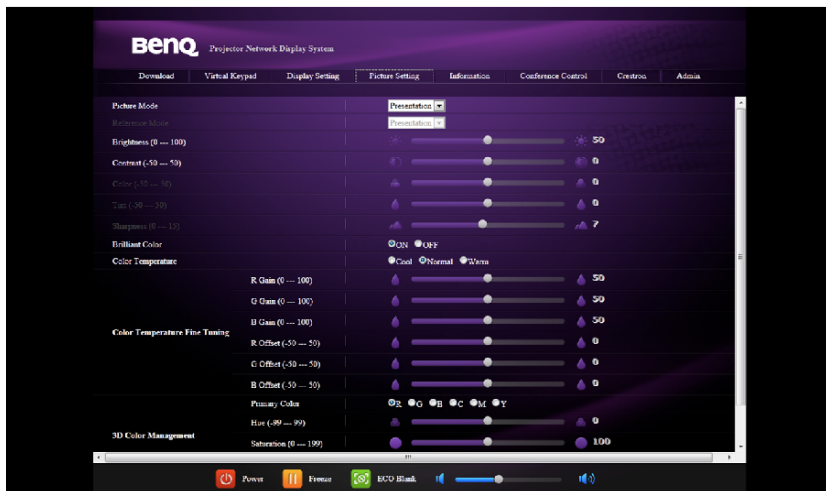 BenQ Projector Network Display System
Download Virtual Keypad Display Setting Picture Setting Information Conference Control Crestron Admin
Picture Mode Presentation
Reference Mode Presentation
Brightness (0 --- 100) 50
Contrast (-50 --- 50) 0
Color (-50 --- 50) 0
Tint (-50 --- 50) 0
Sharpness (0 --- 15) 7
Brilliant Color ON OFF
Color Temperature Cool Normal Warm
R Gain (0 --- 100) 50
G Gain (0 --- 100) 50
B Gain (0 --- 100) 50
Color Temperature Fine Tuning
R Offset (-50 --- 50) 0
G Offset (-50 --- 50) 0
B Offset (-50 --- 50) 0
Primary Color R G B C M Y
Hue (-99 --- 99) 0
3D Color Management
Saturation (0 --- 199) 100
Power Freeze ECO Blank